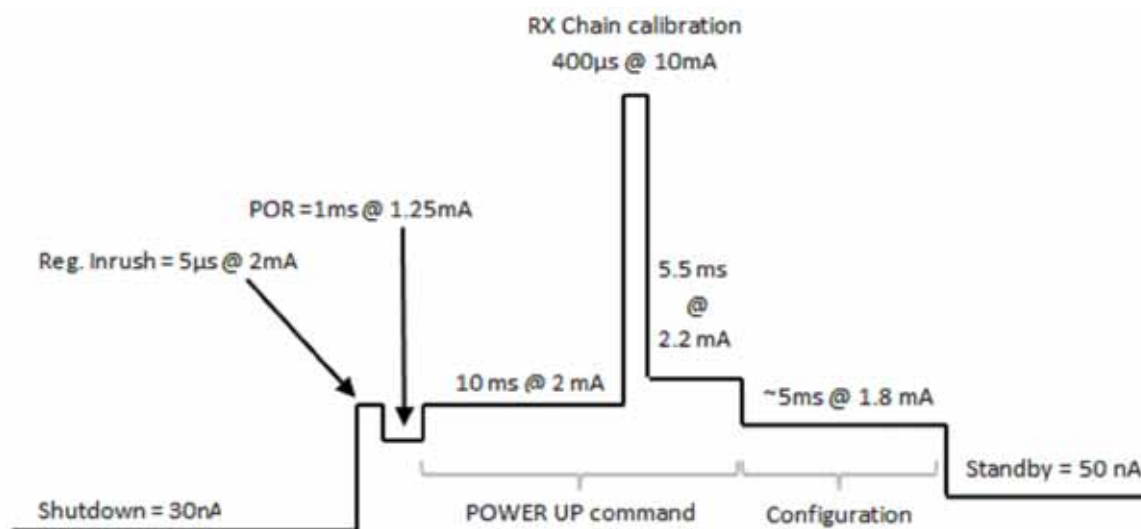 RX Chain calibration
400µs @ 10mA
POR =1ms @ 1.25mA
Reg. Inrush = 5µs @ 2mA
5.5 ms
@
2.2 mA
10 ms @ 2 mA
~5ms @ 1.8 mA
Standby = 50 nA
Shutdown = 30nA
POWER UP command
Configuration